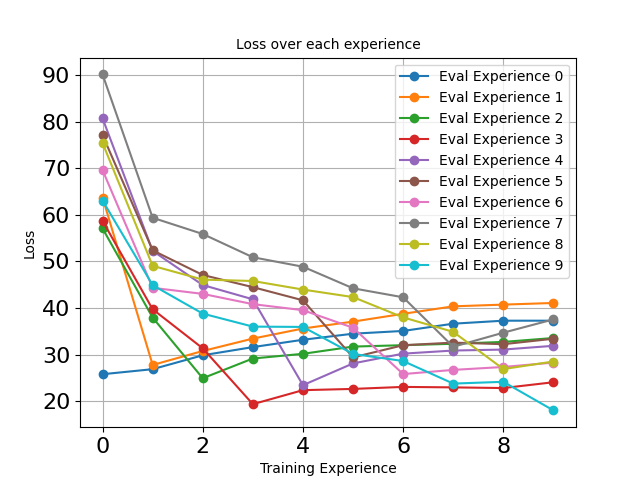 Loss over each experience
Loss
90
80
70
60
50
40
30
20
Eval Experience 0
Eval Experience 1
Eval Experience 2
Eval Experience 3
Eval Experience 4
Eval Experience 5
Eval Experience 6
Eval Experience 7
Eval Experience 8
Eval Experience 9
0 2 4 6 8
Training Experience